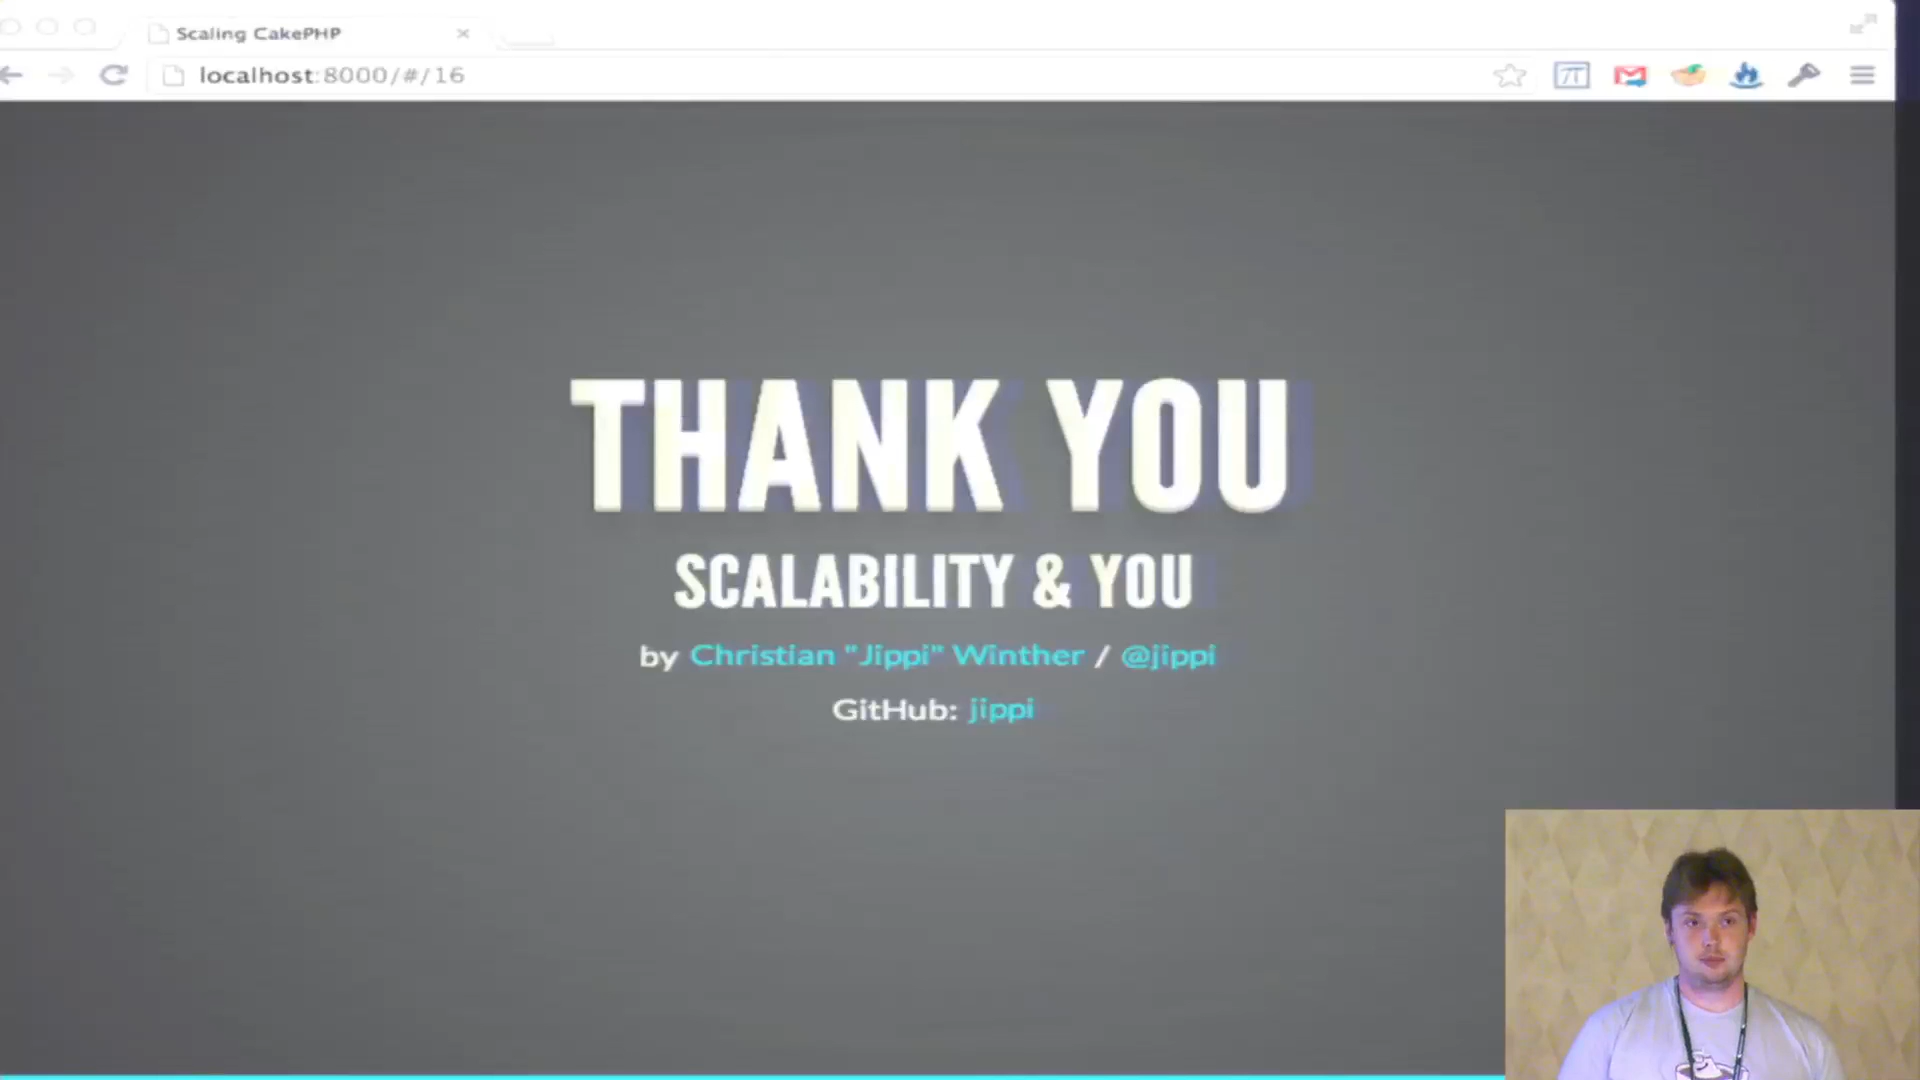 Scaling CakePHP
localhost:8000/#/16
THANK YOU
SCALABILITY & YOU
by Christian "Jippi" Winther / @jippi
GitHub: jippi